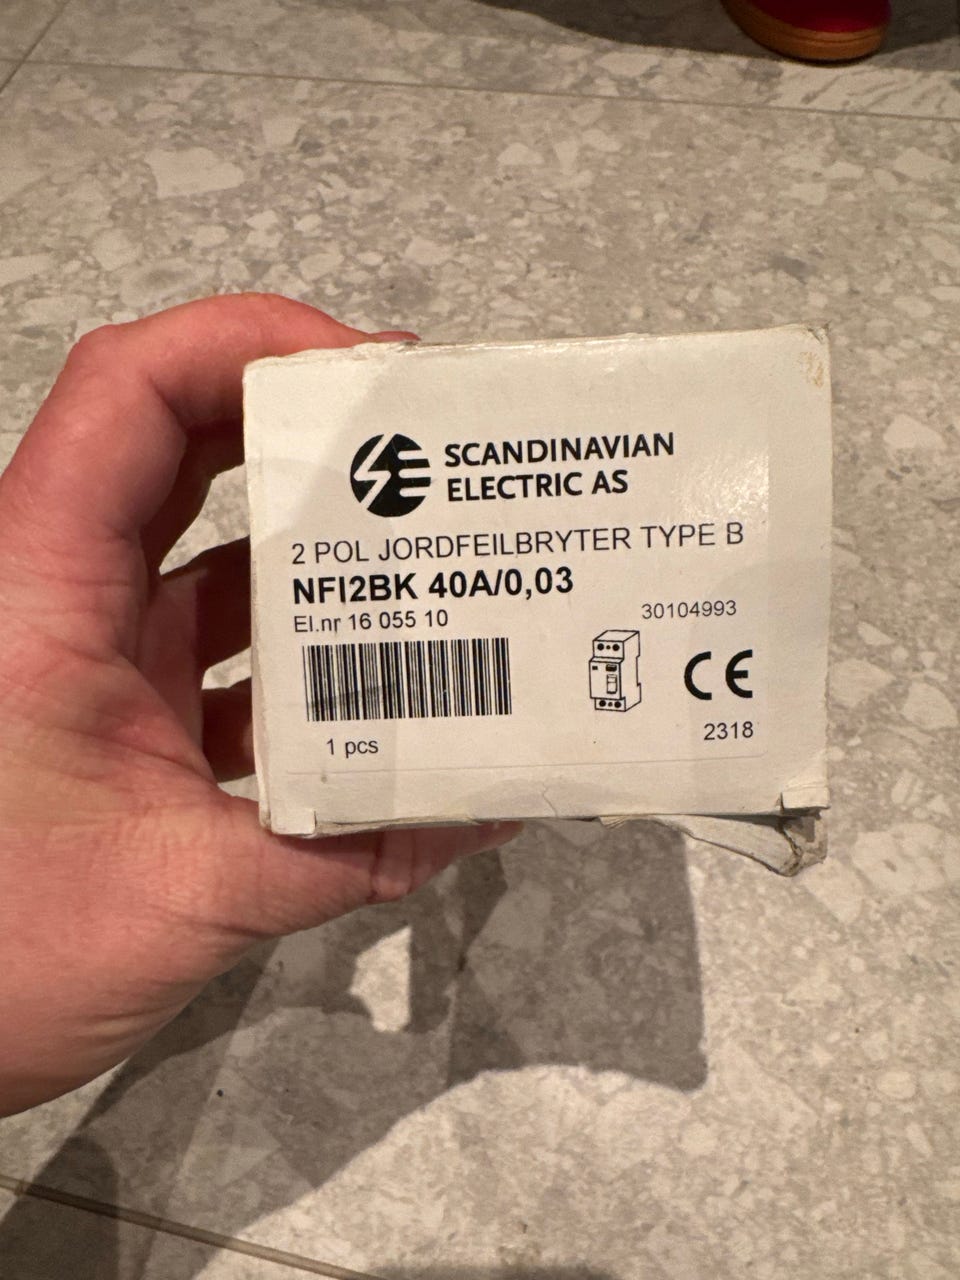 SCANDINAVIAN
ELECTRIC AS
2 POL JORDFEILBRYTER TYPE B
NFI2BK 40A/0,03
El.nr 16 055 10
30104993
CE
1 pcs
2318